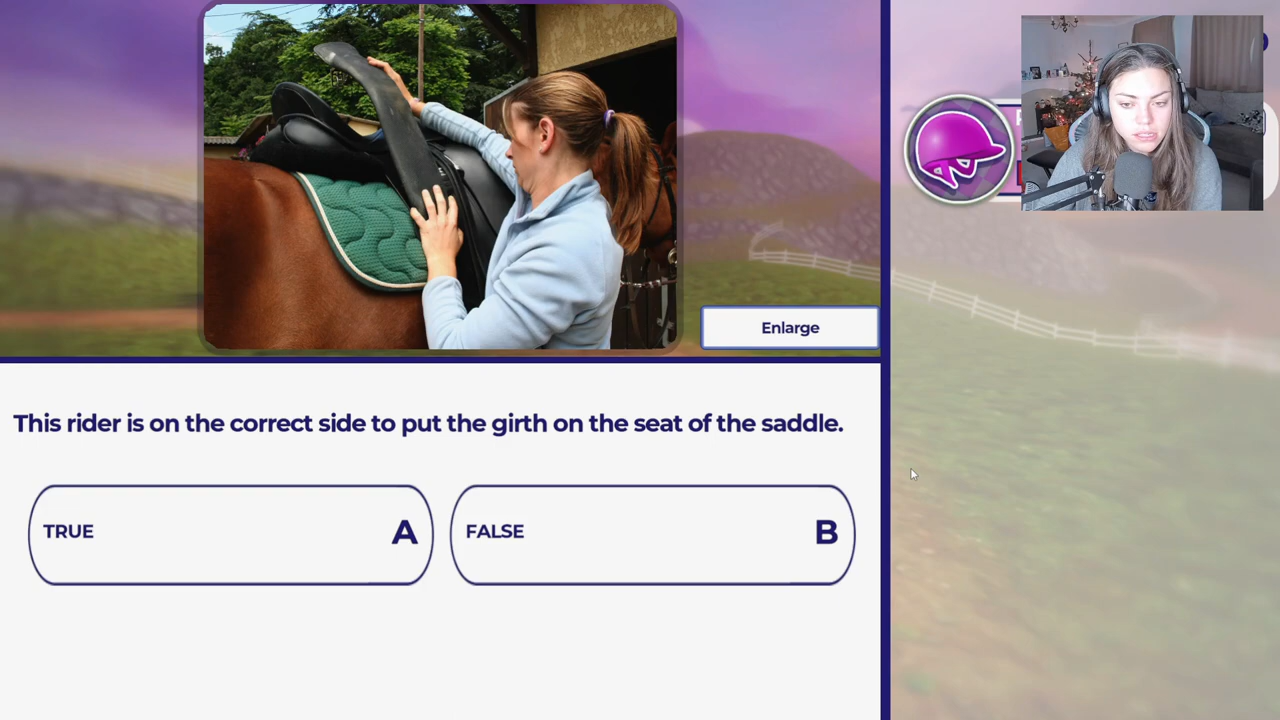 Enlarge
This rider is on the correct side to put the girth on the seat of the saddle.
TRUE A
FALSE B